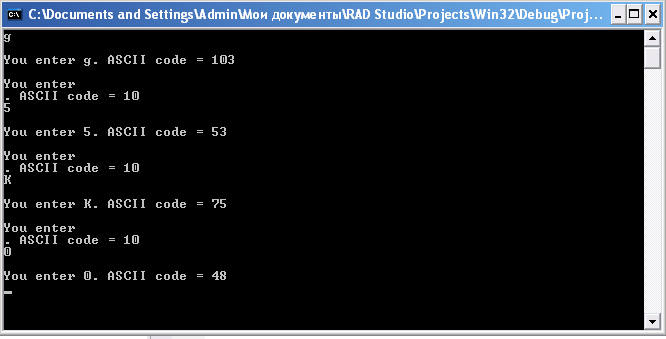 C:\Documents and Settings\Admin\Мои документы\RAD Studio\Projects\Win32\Debug\Proj...
g
You enter g. ASCII code = 103
You enter
. ASCII code = 10
5
You enter 5. ASCII code = 53
You enter
. ASCII code = 10
K
You enter K. ASCII code = 75
You enter
. ASCII code = 10
0
You enter 0. ASCII code = 48
_